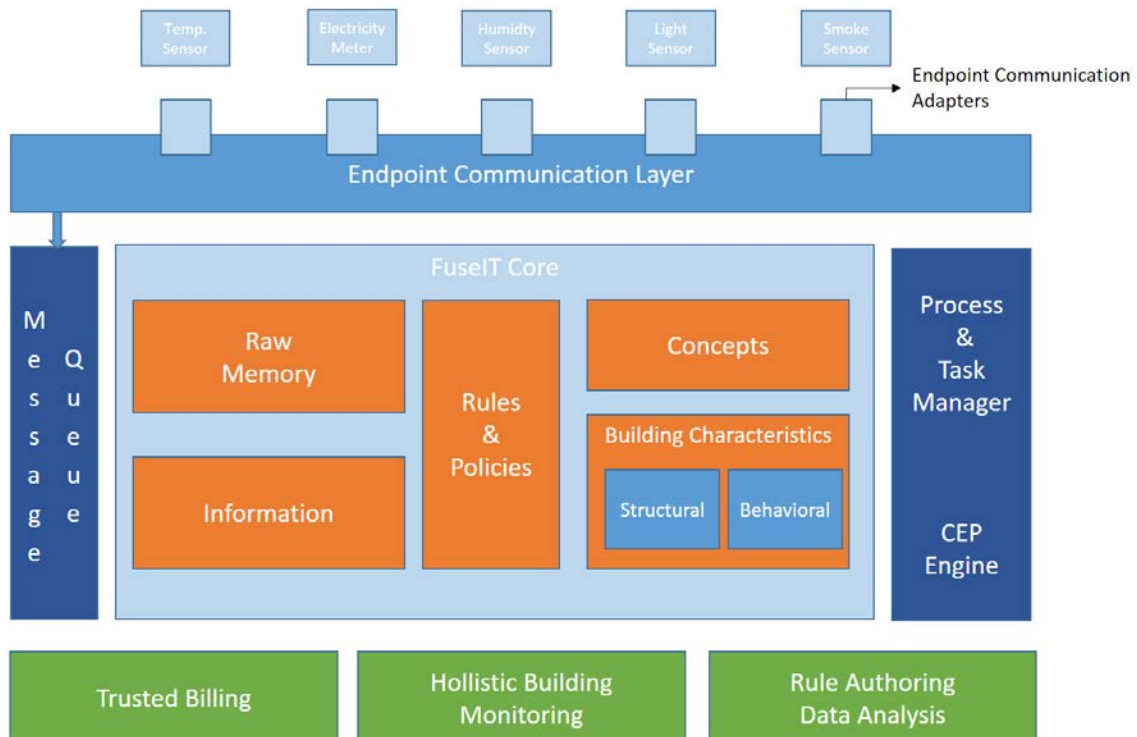 Temp.
Sensor
Electricity
Meter
Humidty
Sensor
Light
Sensor
Smoke
Sensor
Endpoint Communication
Adapters
Endpoint Communication Layer
Message
Queue
FuseIT Core
Raw
Memory
Information
Rules
&
Policies
Concepts
Building Characteristics
Structural
Behavioral
Process
&
Task
Manager
CEP
Engine
Trusted Billing
Hollistic Building
Monitoring
Rule Authoring
Data Analysis